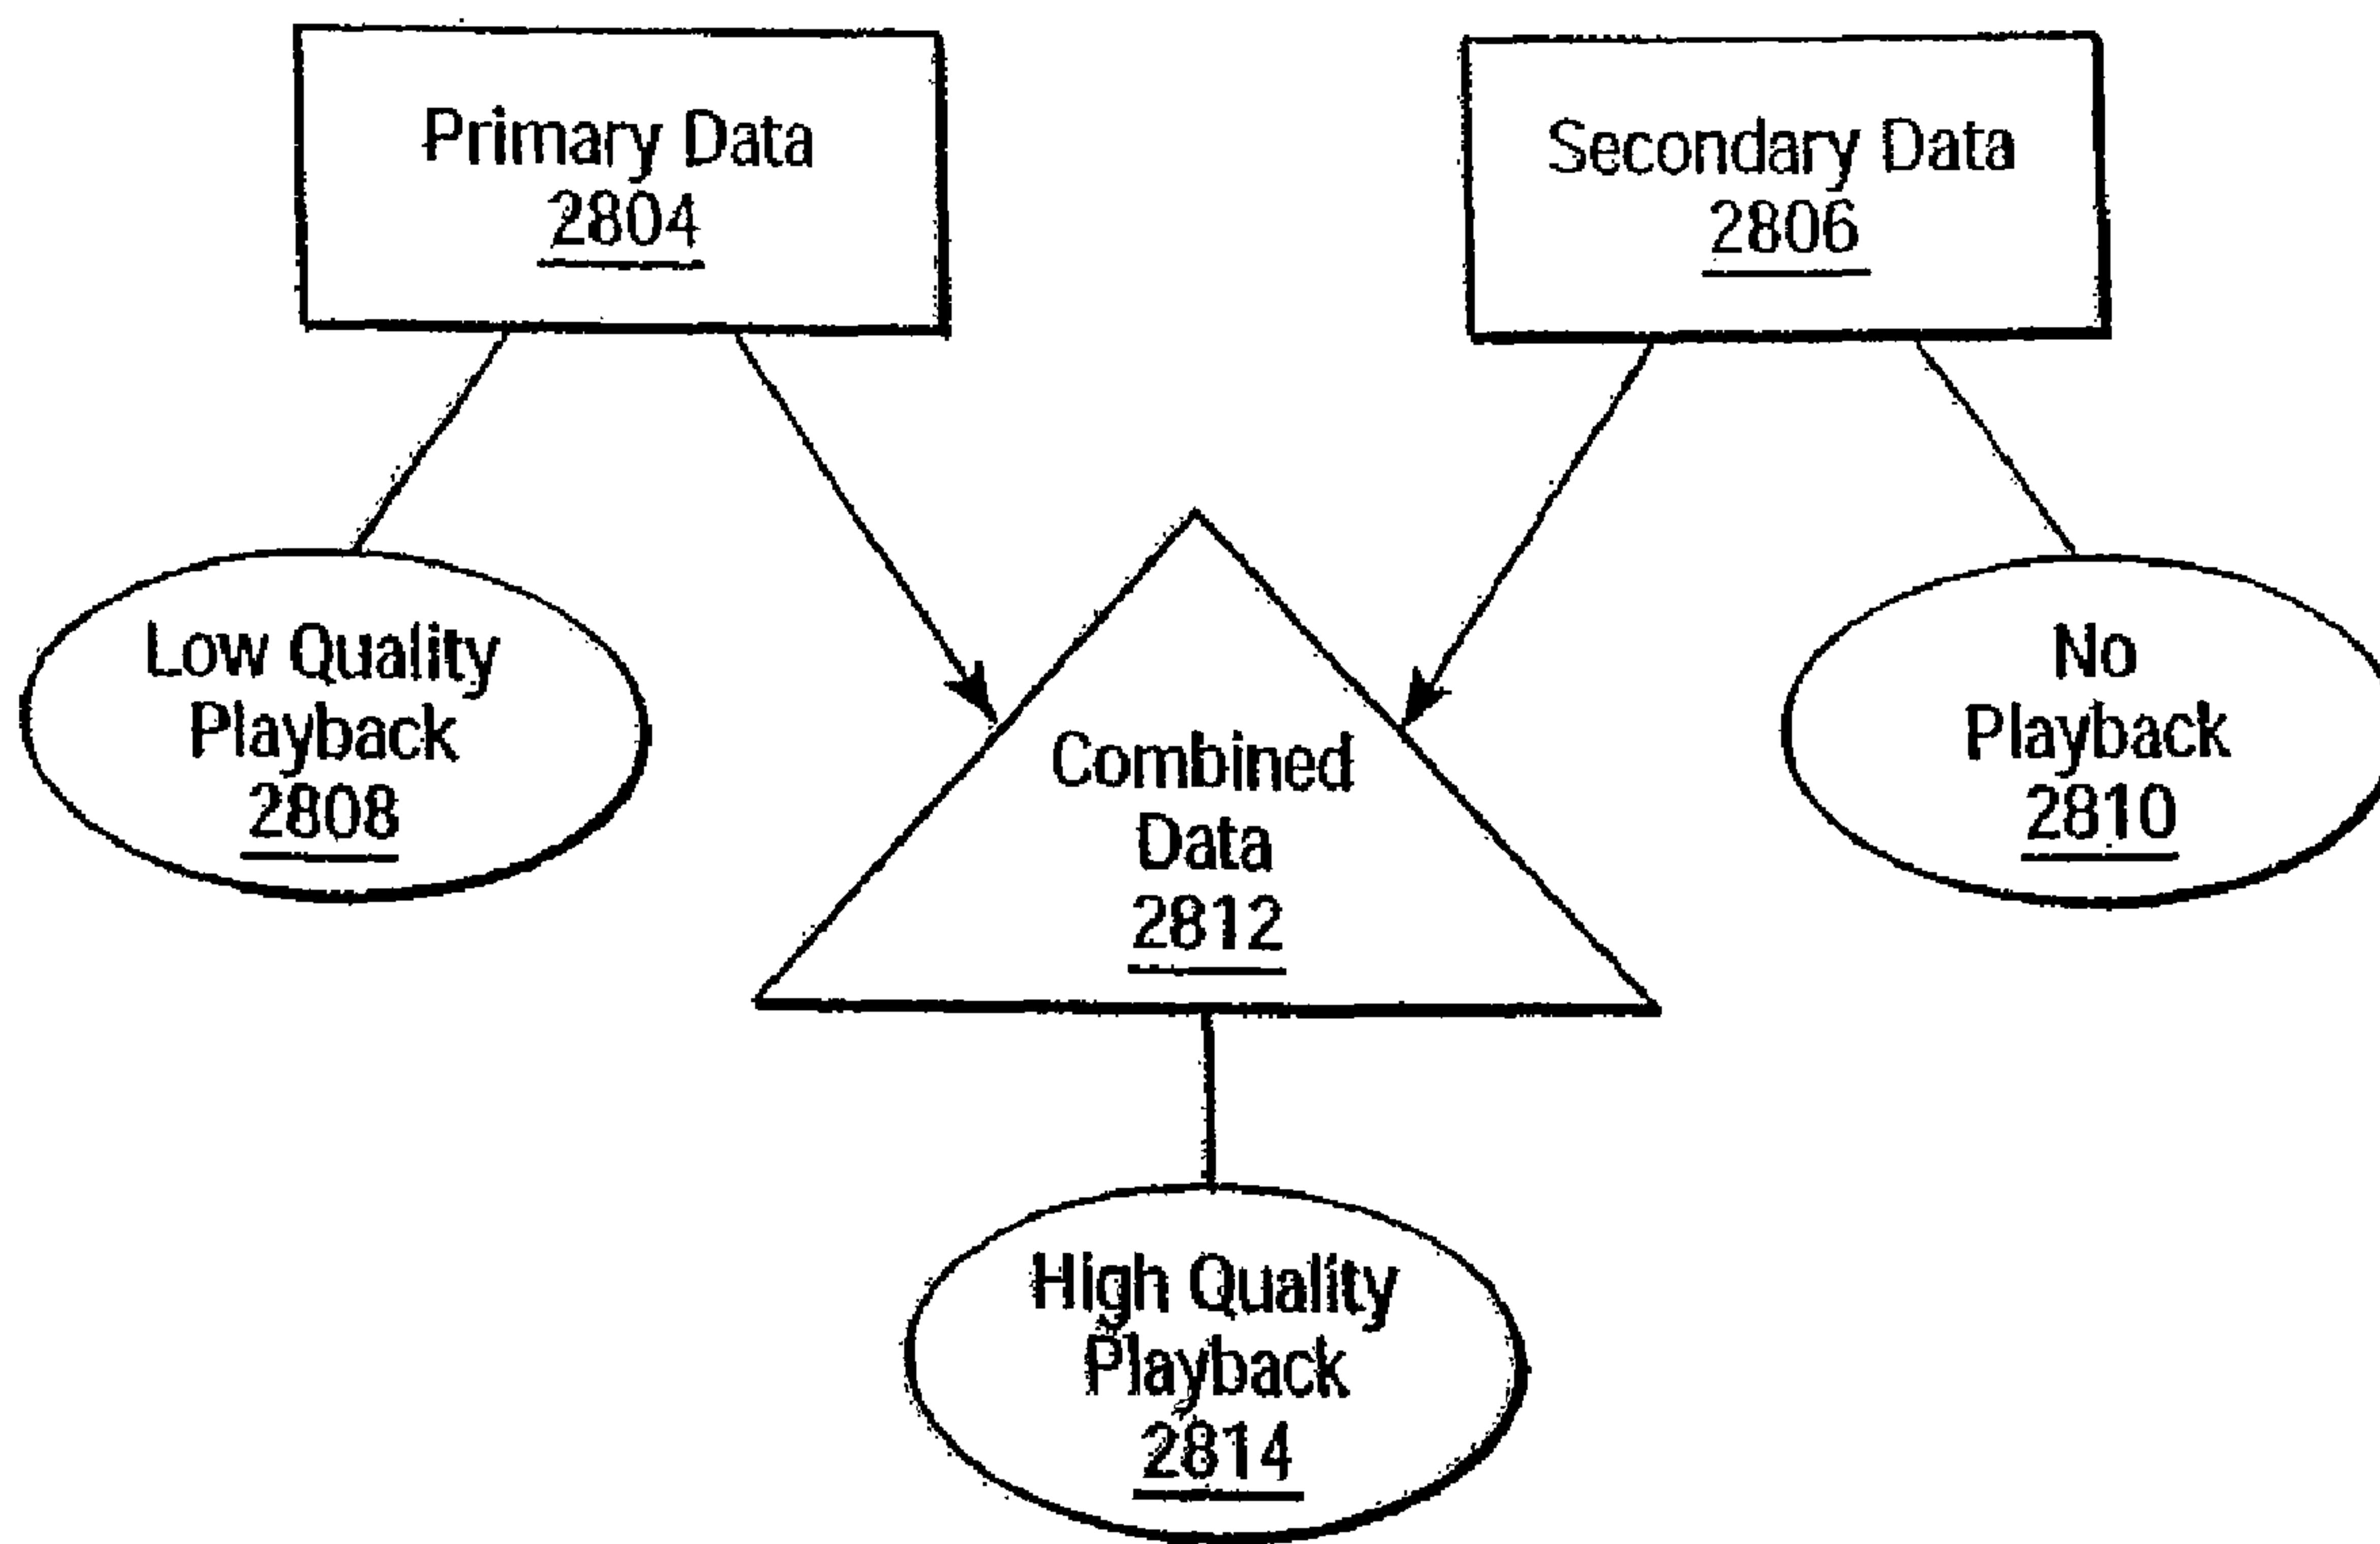 Primary Data
2804
Secondary Data
2806
Low Quality
Playback
2808
Combined
Data
2812
No
Playback
2810
High Quality
Playback
2814